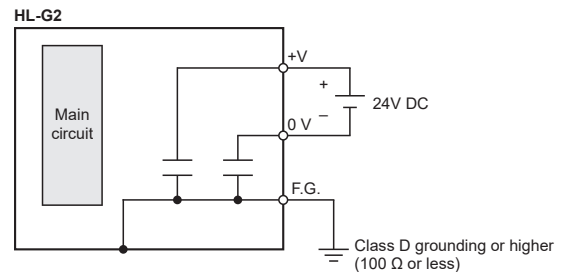 HL-G2
+V
+
24V DC
Main
circuit
0 V
–
F.G.
Class D grounding or higher
(100 Ω or less)